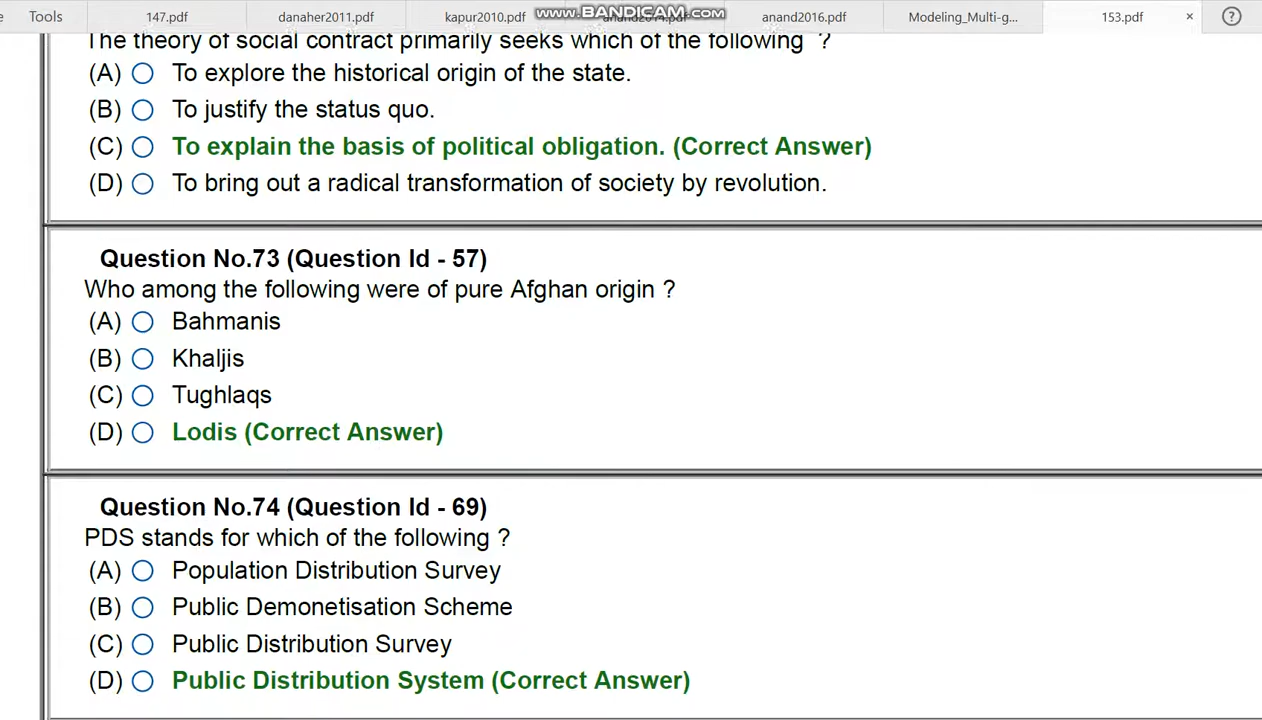 e Tools 147.pdf danaher2011.pdf kapur2010.pdf anand2014.pdf anand2016.pdf Modeling_Multi-g... 153.pdf × ?
www.BANDICAM.com
The theory of social contract primarily seeks which of the following ?
(A) To explore the historical origin of the state.
(B) To justify the status quo.
(C) To explain the basis of political obligation. (Correct Answer)
(D) To bring out a radical transformation of society by revolution.
Question No.73 (Question Id - 57)
Who among the following were of pure Afghan origin ?
(A) Bahmanis
(B) Khaljis
(C) Tughlaqs
(D) Lodis (Correct Answer)
Question No.74 (Question Id - 69)
PDS stands for which of the following ?
(A) Population Distribution Survey
(B) Public Demonetisation Scheme
(C) Public Distribution Survey
(D) Public Distribution System (Correct Answer)